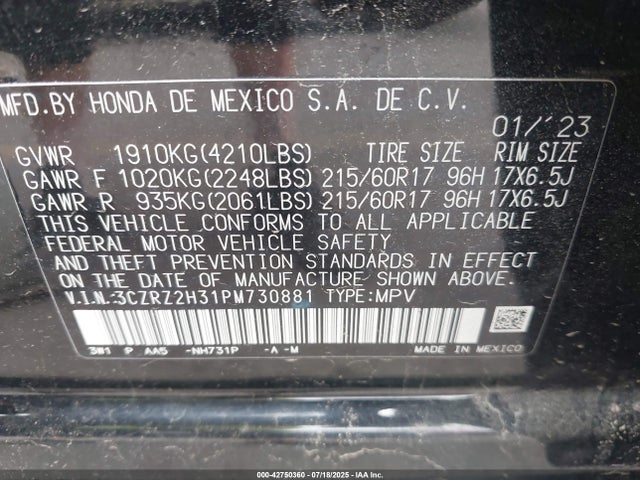 MFD.BY HONDA DE MEXICO S.A. DE C.V.
01/'23
GVWR 1910KG(4210LBS) TIRE SIZE RIM SIZE
GAWR F 1020KG(2248LBS) 215/60R17 96H 17X6.5J
GAWR R 935KG(2061LBS) 215/60R17 96H 17X6.5J
THIS VEHICLE CONFORMS TO ALL APPLICABLE
FEDERAL MOTOR VEHICLE SAFETY
AND THEFT PREVENTION STANDARDS IN EFFECT
ON THE DATE OF MANUFACTURE SHOWN ABOVE.
V.I.N:3CZRZ2H31PM730881 TYPE:MPV
3W1 P AAS -NH731P -A -M MADE IN MEXICO
000-42750360 - 07/18/2025 - IAA Inc.